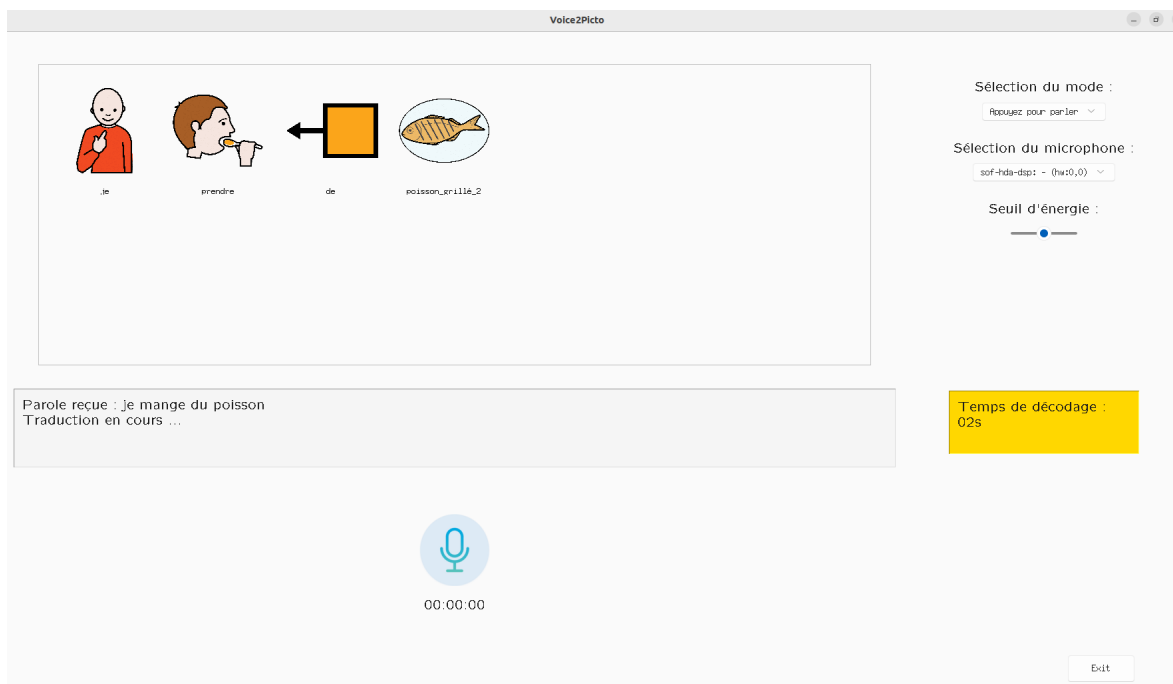 Voice2Picto
Sélection du mode :
Appuyez pour parler
Sélection du microphone :
sof-hda-dsp: - (hw:0,0)
Seuil d'énergie :
je prendre de poisson_grillé_2
Parole reçue : je mange du poisson
Traduction en cours ...
Temps de décodage :
02s
00:00:00
Exit